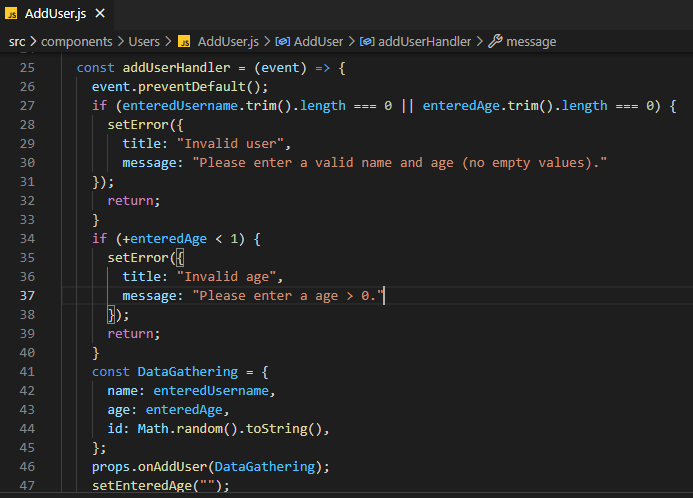 JS AddUser.js ×
src > components > Users > JS AddUser.js > AddUser > addUserHandler > message
25 const addUserHandler = (event) => {
26 event.preventDefault();
27 if (enteredUsername.trim().length === 0 || enteredAge.trim().length === 0) {
28 setError({
29 title: "Invalid user",
30 message: "Please enter a valid name and age (no empty values)."
31 });
32 return;
33 }
34 if (+enteredAge < 1) {
35 setError({
36 title: "Invalid age",
37 message: "Please enter a age > 0."
38 });
39 return;
40 }
41 const DataGathering = {
42 name: enteredUsername,
43 age: enteredAge,
44 id: Math.random().toString(),
45 };
46 props.onAddUser(DataGathering);
47 setEnteredAge("");